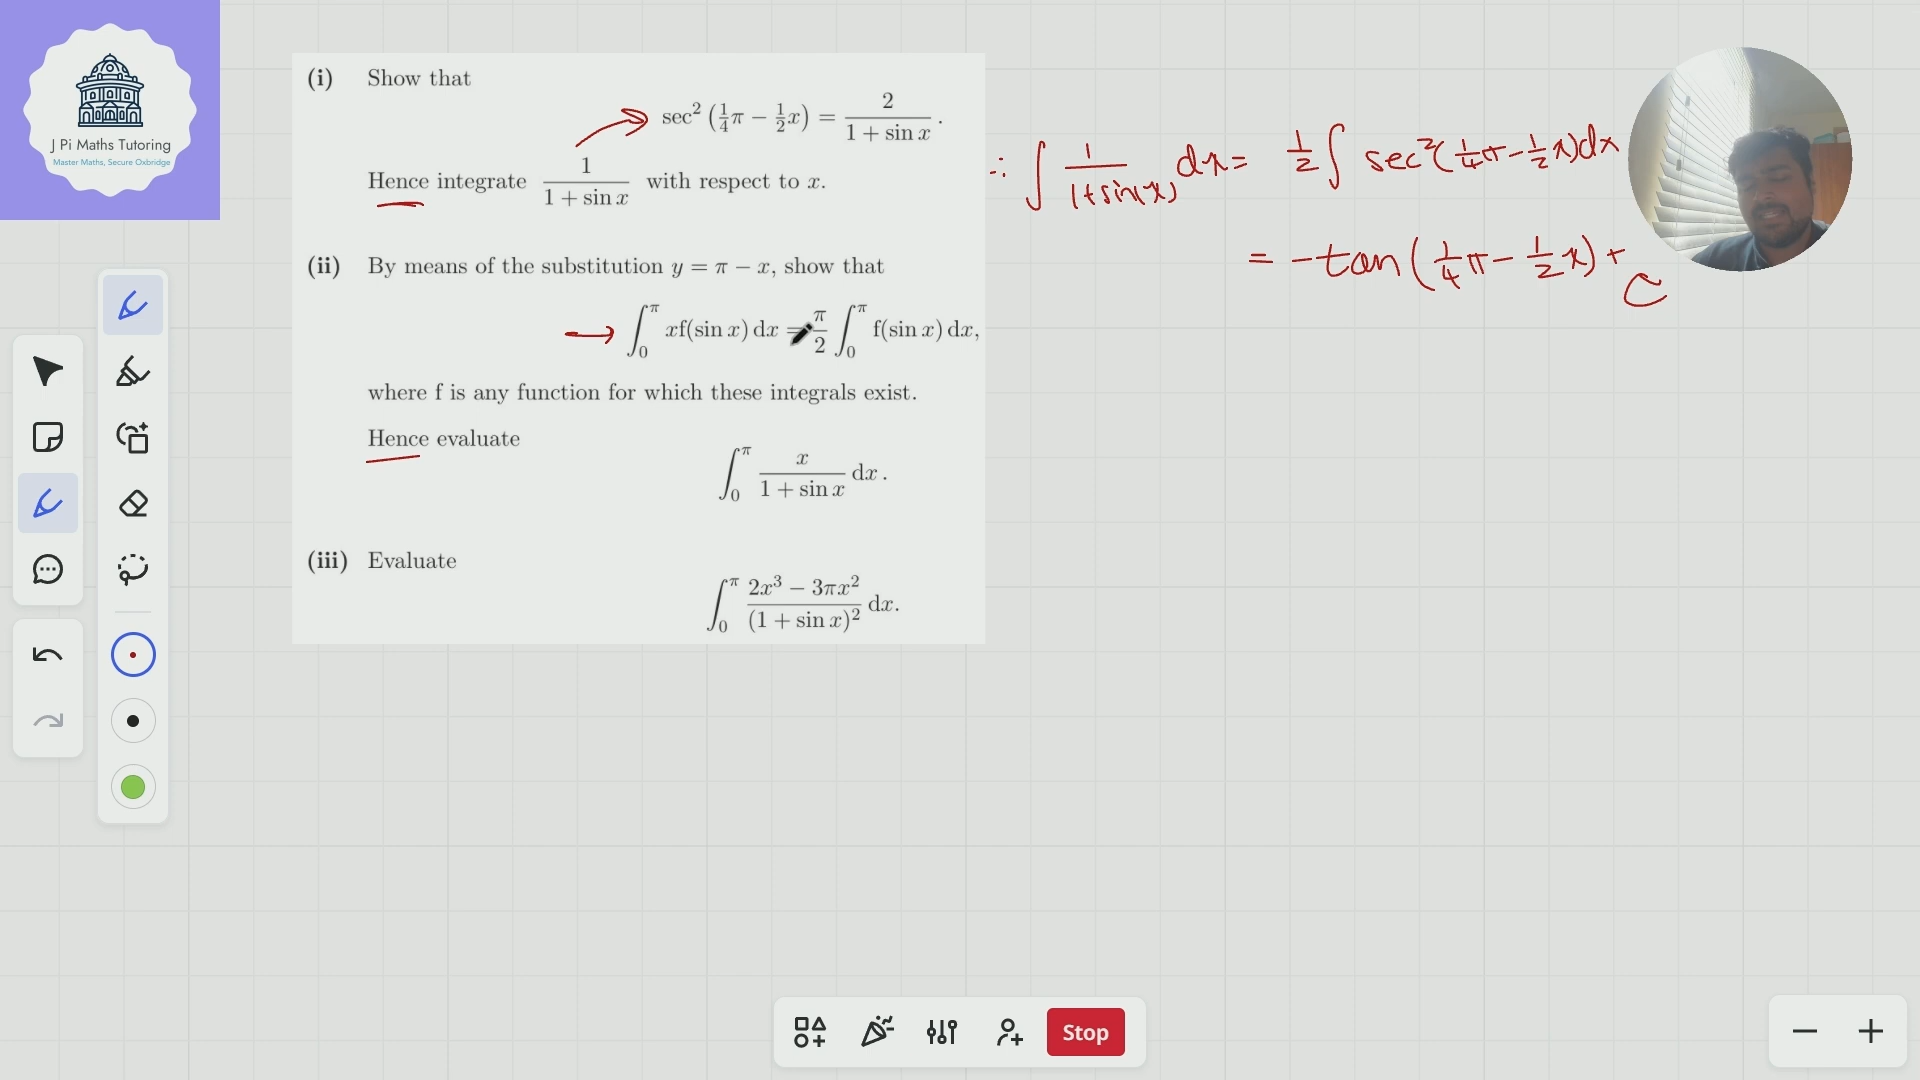 J Pi Maths Tutoring
Master Maths, Secure Oxbridge
(i) Show that
sec² (¼π − ½x) = 2 / (1 + sin x) .
Hence integrate 1 / (1 + sin x) with respect to x.
(ii) By means of the substitution y = π − x, show that
∫₀^π xf(sin x) dx = π/2 ∫₀^π f(sin x) dx,
where f is any function for which these integrals exist.
Hence evaluate
∫₀^π x / (1 + sin x) dx .
(iii) Evaluate
∫₀^π (2x³ − 3πx²) / (1 + sin x)² dx.
∴ ∫ 1 / (1+sin(x)) dx = ½ ∫ sec²(¼π − ½x)dx
= −tan(¼π − ½x) + C
Stop